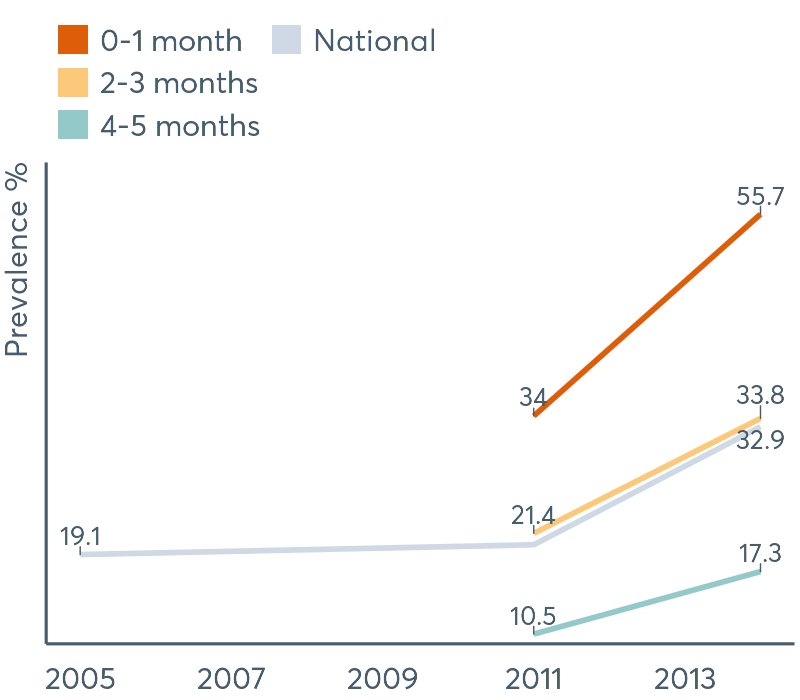 0-1 month National
2-3 months
4-5 months
Prevalence %
55.7
34
33.8
32.9
21.4
19.1
17.3
10.5
2005 2007 2009 2011 2013